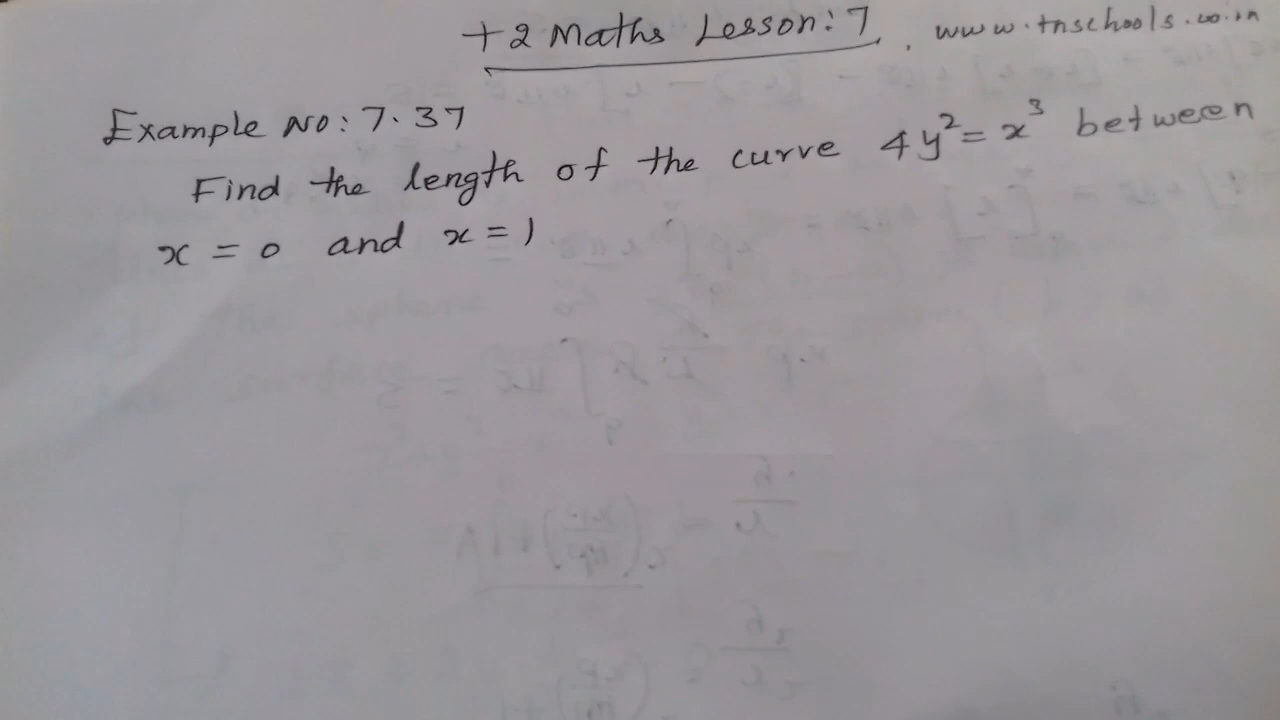 +2 Maths Lesson: 7, www.tnschools.co.in
Example No: 7.37
Find the length of the curve 4y² = x³ between
x = 0 and x = 1